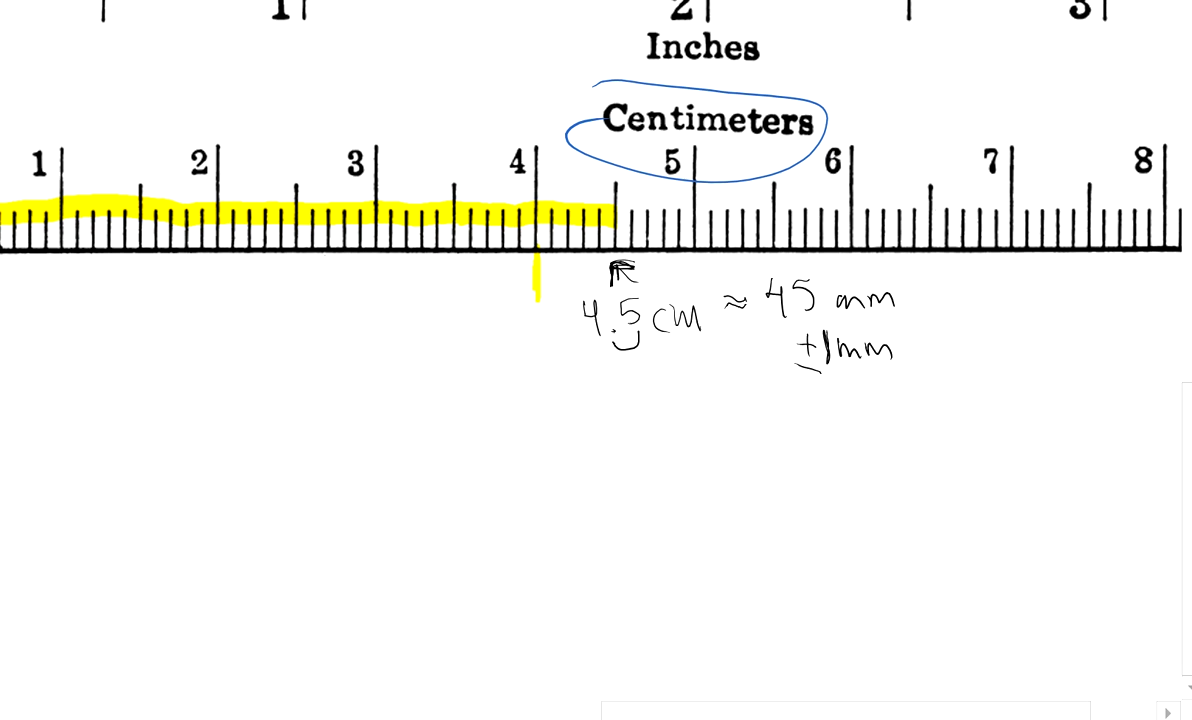 1 2 3
Inches
Centimeters
1 2 3 4 5 6 7 8
4.5 cm ≈ 45 mm
±1mm